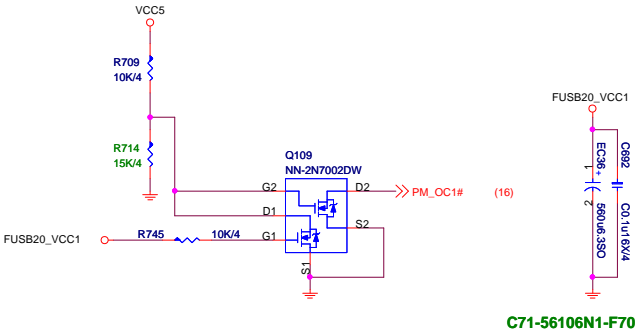 VCC5
R709
10K/4
R714
15K/4
Q109
NN-2N7002DW
G2
D2
PM_OC1#
(16)
D1
S2
FUSB20_VCC1
R745
10K/4
G1
S1
FUSB20_VCC1
1
EC36
+
2
560u6.3SO
C692
C0.1u16X/4
C71-56106N1-F70